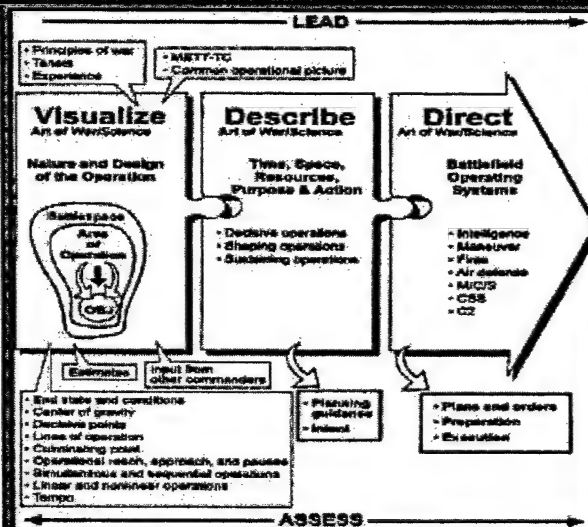 LEAD
• Principles of war
• Tenets
• Experience
• METT-TC
• Common operational picture
Visualize
Art of War/Science
Nature and Design
of the Operation
Battlespace
Area
of
Operation
OBJ
Describe
Art of War/Science
Time, Space,
Resources,
Purpose & Action
• Decisive operations
• Shaping operations
• Sustaining operations
Direct
Art of War/Science
Battlefield
Operating
Systems
• Intelligence
• Maneuver
• Fires
• Air defense
• M/C/S
• CSS
• C2
Estimates
Input from
other commanders
• End state and conditions
• Center of gravity
• Decisive points
• Lines of operation
• Culminating point
• Operational reach, approach, and pauses
• Simultaneous and sequential operations
• Linear and nonlinear operations
• Tempo
• Planning
guidance
• Intent
• Plans and orders
• Preparation
• Execution
ASSESS